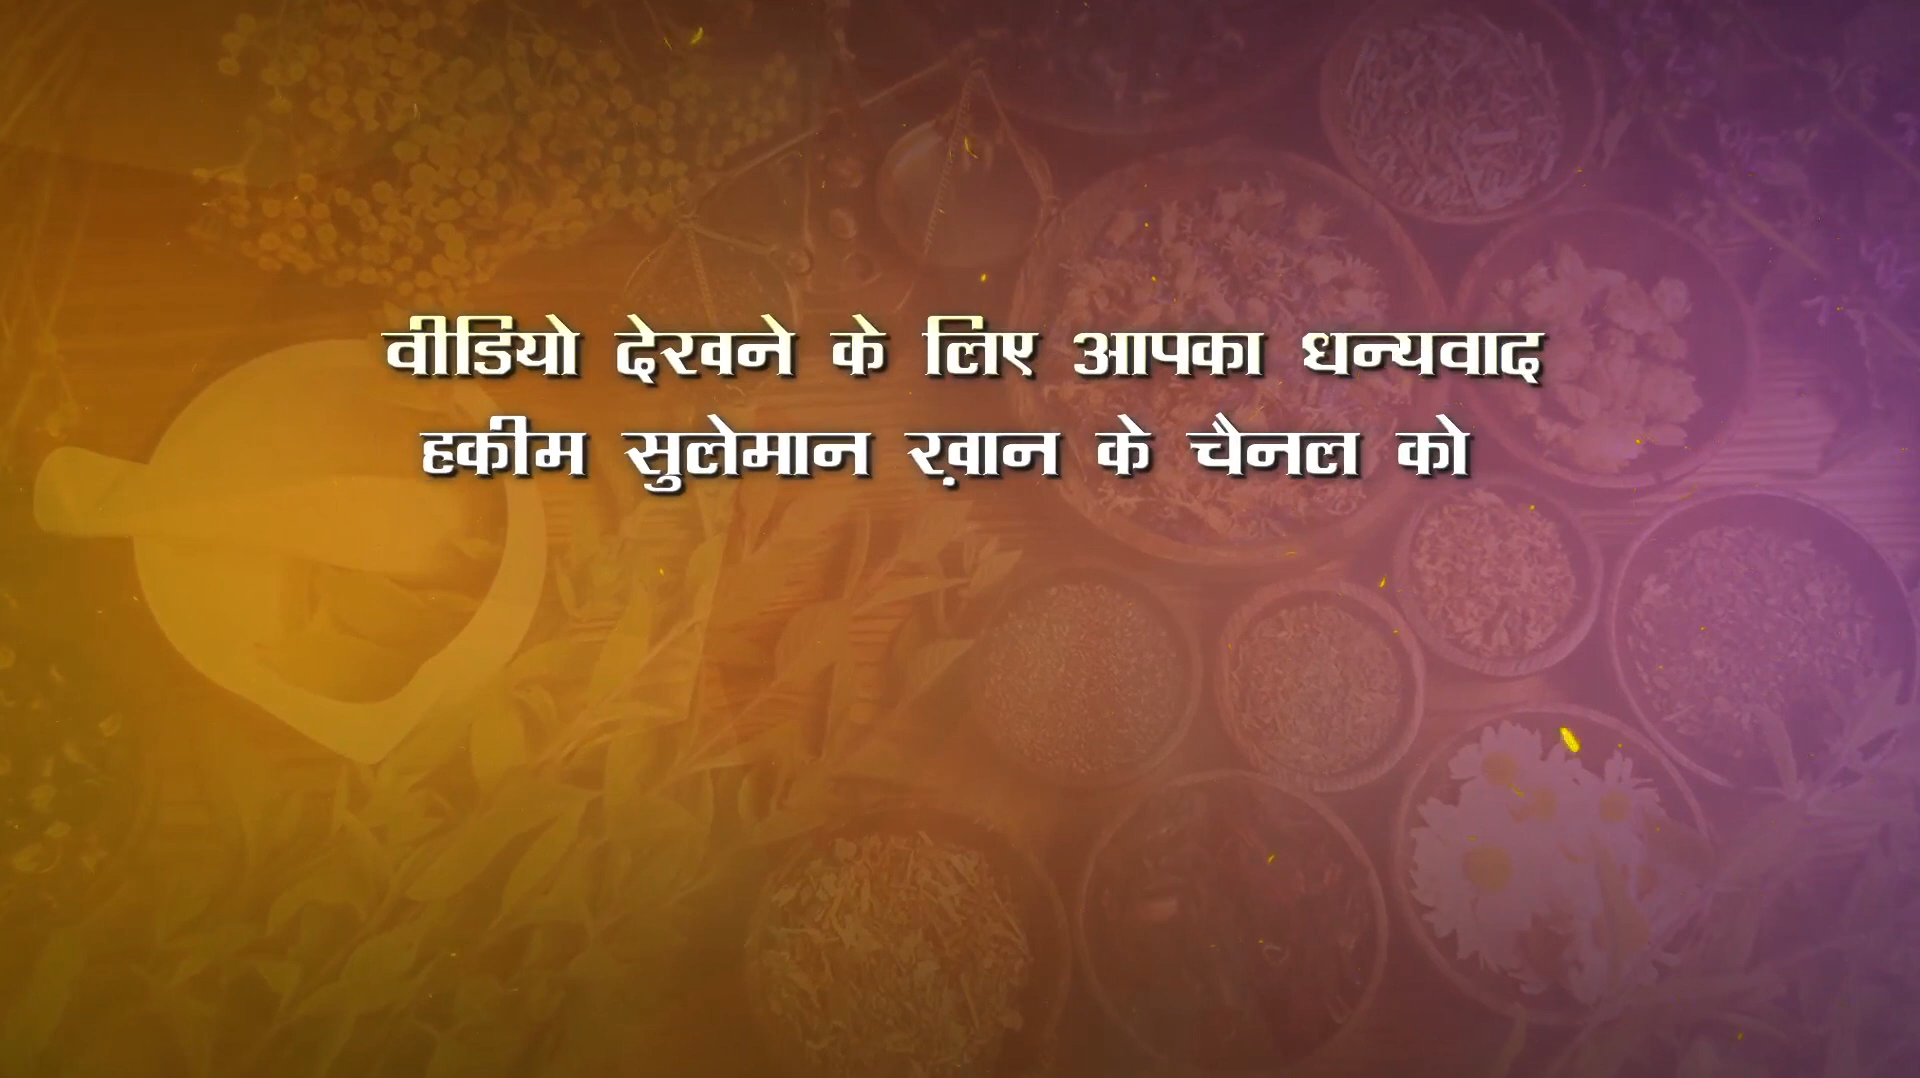 वीडियो देखने के लिए आपका धन्यवाद
हकीम सुलेमान ख़ान के चैनल को